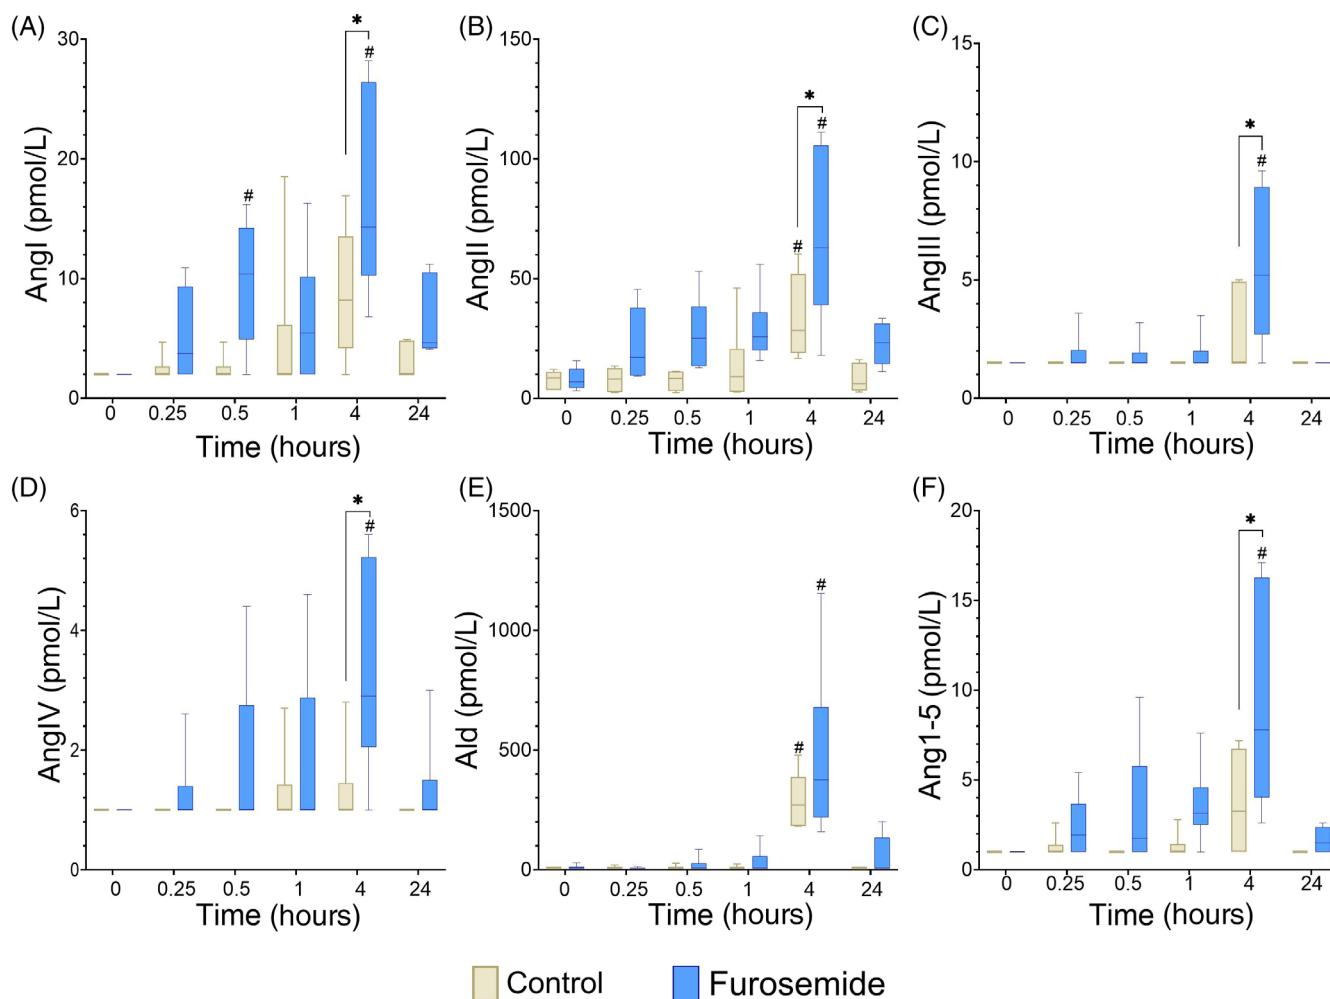 (A)
*
#
#
30
20
10
0
AngI (pmol/L)
0 0.25 0.5 1 4 24
Time (hours)
(B)
*
#
#
150
100
50
0
AngII (pmol/L)
0 0.25 0.5 1 4 24
Time (hours)
(C)
*
#
15
10
5
0
AngIII (pmol/L)
0 0.25 0.5 1 4 24
Time (hours)
(D)
*
#
6
4
2
0
AngIV (pmol/L)
0 0.25 0.5 1 4 24
Time (hours)
(E)
#
#
1500
1000
500
0
Ald (pmol/L)
0 0.25 0.5 1 4 24
Time (hours)
(F)
*
#
20
15
10
5
0
Ang1-5 (pmol/L)
0 0.25 0.5 1 4 24
Time (hours)
Control Furosemide